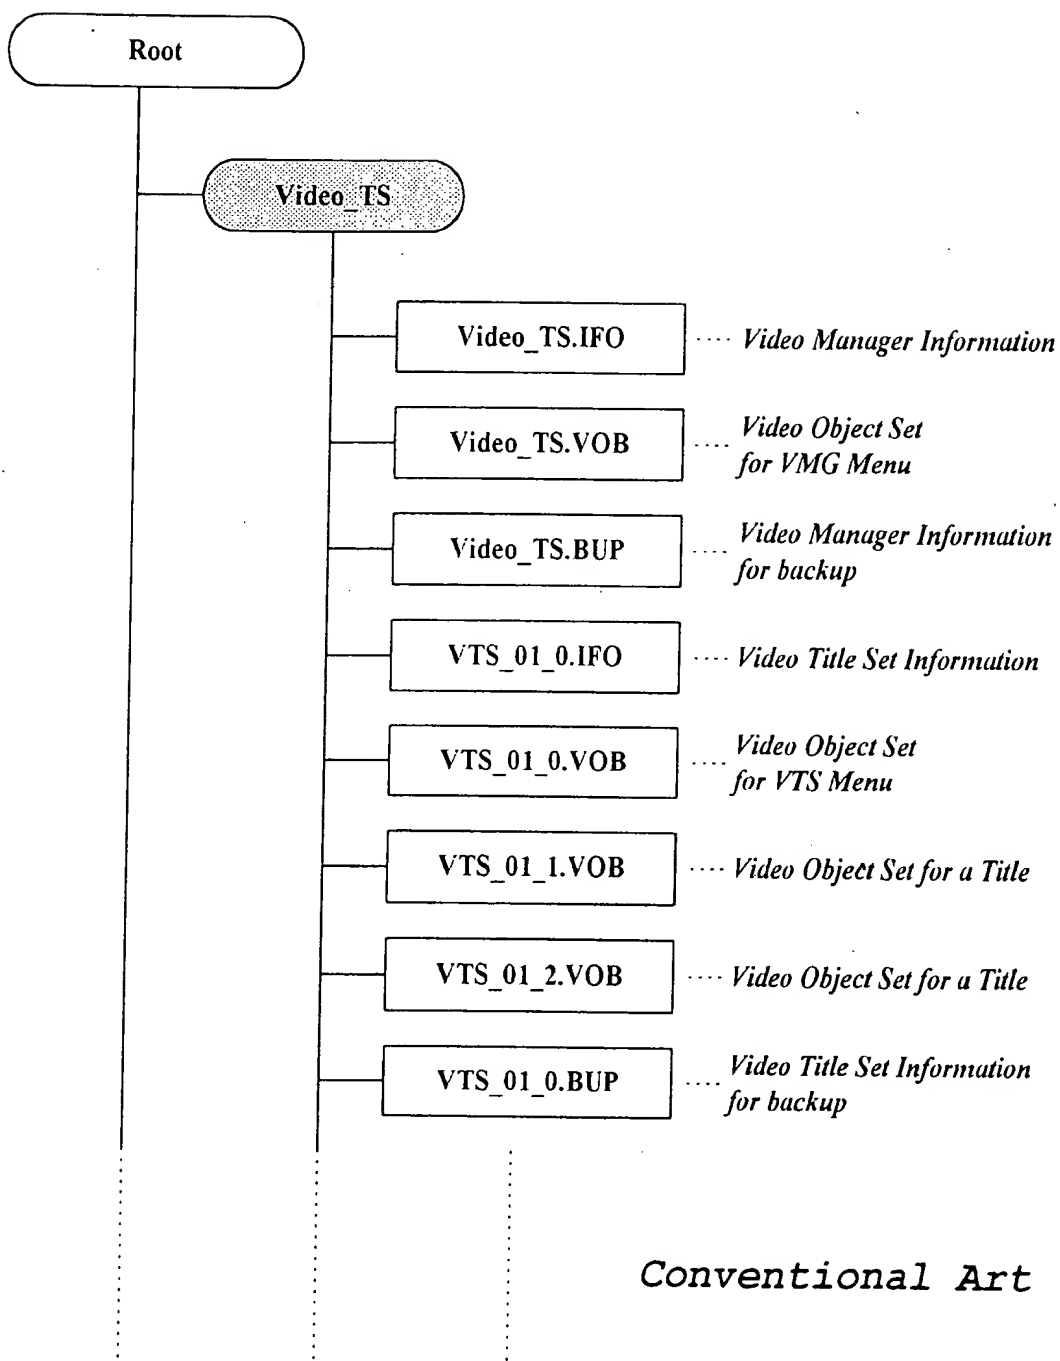 Root
Video_TS
Video_TS.IFO
Video Manager Information
Video_TS.VOB
Video Object Set
for VMG Menu
Video_TS.BUP
Video Manager Information
for backup
VTS_01_0.IFO
Video Title Set Information
VTS_01_0.VOB
Video Object Set
for VTS Menu
VTS_01_1.VOB
Video Object Set for a Title
VTS_01_2.VOB
Video Object Set for a Title
VTS_01_0.BUP
Video Title Set Information
for backup
Conventional Art